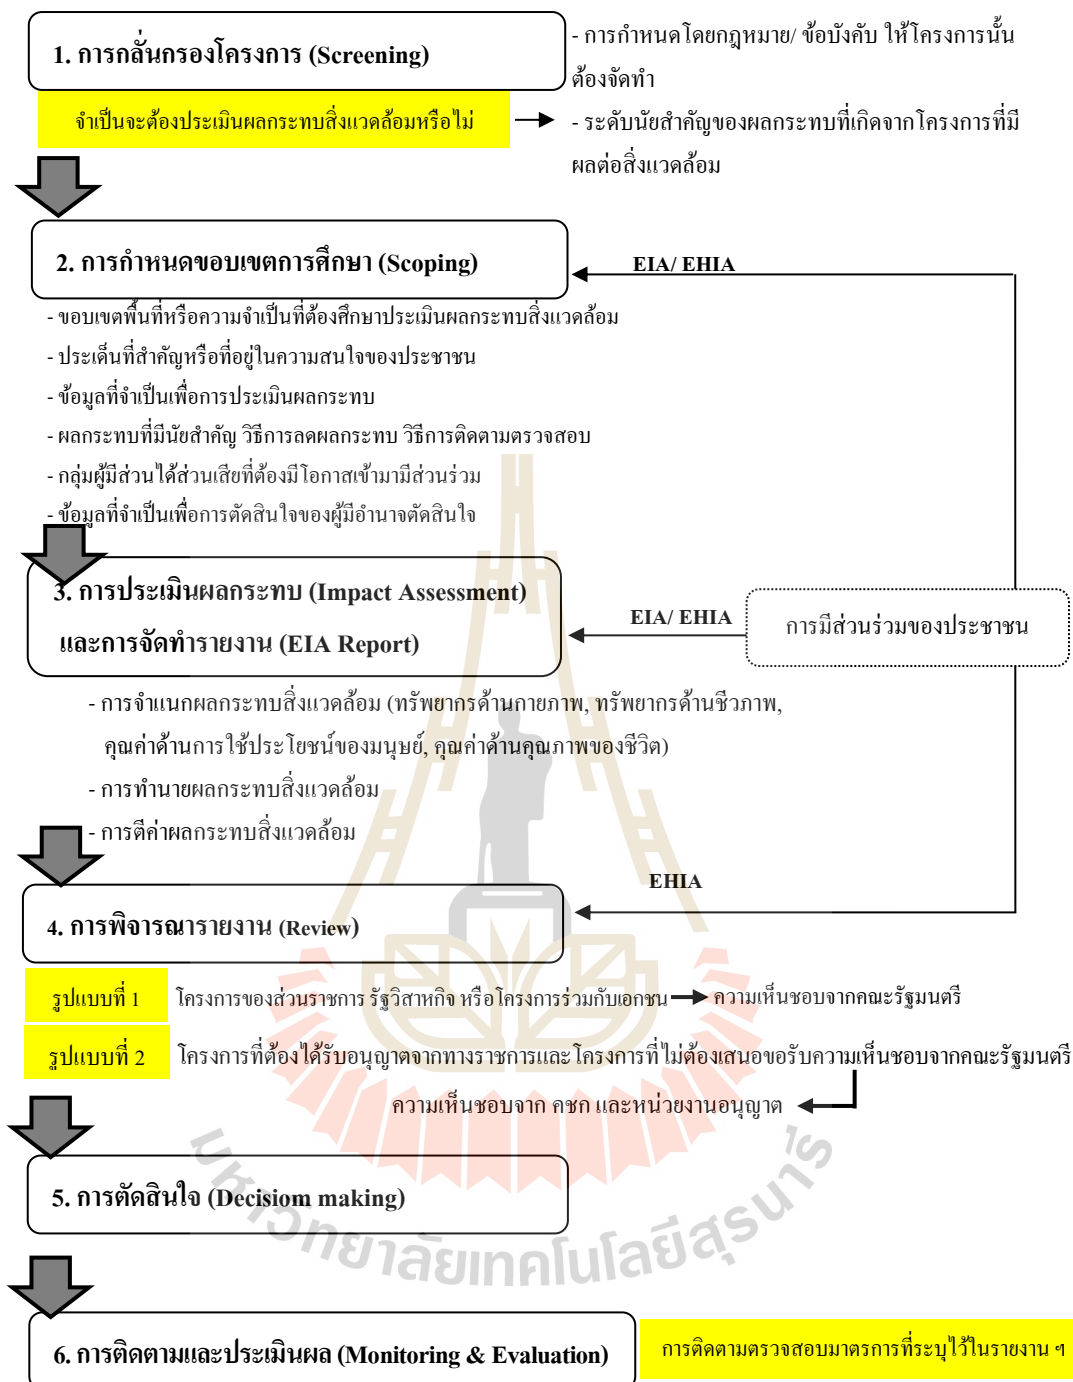 1. การกลั่นกรองโครงการ (Screening)
- การกำหนดโดยกฎหมาย/ ข้อบังคับ ให้โครงการนั้น
ต้องจัดทำ
จำเป็นจะต้องประเมินผลกระทบสิ่งแวดล้อมหรือไม่
- ระดับนัยสำคัญของผลกระทบที่เกิดจากโครงการที่มี
ผลต่อสิ่งแวดล้อม
2. การกำหนดขอบเขตการศึกษา (Scoping)
EIA/ EHIA
- ขอบเขตพื้นที่หรือความจำเป็นที่ต้องศึกษาประเมินผลกระทบสิ่งแวดล้อม
- ประเด็นที่สำคัญหรือที่อยู่ในความสนใจของประชาชน
- ข้อมูลที่จำเป็นเพื่อการประเมินผลกระทบ
- ผลกระทบที่มีนัยสำคัญ วิธีการลดผลกระทบ วิธีการติดตามตรวจสอบ
- กลุ่มผู้มีส่วนได้ส่วนเสียที่ต้องมีโอกาสเข้ามามีส่วนร่วม
- ข้อมูลที่จำเป็นเพื่อการตัดสินใจของผู้มีอำนาจตัดสินใจ
3. การประเมินผลกระทบ (Impact Assessment)
และการจัดทำรายงาน (EIA Report)
EIA/ EHIA
การมีส่วนร่วมของประชาชน
- การจำแนกผลกระทบสิ่งแวดล้อม (ทรัพยากรด้านกายภาพ, ทรัพยากรด้านชีวภาพ,
คุณค่าด้านการใช้ประโยชน์ของมนุษย์, คุณค่าด้านคุณภาพของชีวิต)
- การทำนายผลกระทบสิ่งแวดล้อม
- การตีค่าผลกระทบสิ่งแวดล้อม
EHIA
4. การพิจารณารายงาน (Review)
รูปแบบที่ 1 โครงการของส่วนราชการ รัฐวิสาหกิจ หรือโครงการร่วมกับเอกชน ความเห็นชอบจากคณะรัฐมนตรี
รูปแบบที่ 2 โครงการที่ต้องได้รับอนุญาตจากทางราชการและโครงการที่ไม่ต้องเสนอขอรับความเห็นชอบจากคณะรัฐมนตรี
ความเห็นชอบจาก คชก และหน่วยงานอนุญาต
5. การตัดสินใจ (Decisiom making)
มหาวิทยาลัยเทคโนโลยีสุรนารี
6. การติดตามและประเมินผล (Monitoring & Evaluation)
การติดตามตรวจสอบมาตรการที่ระบุไว้ในรายงาน ฯ